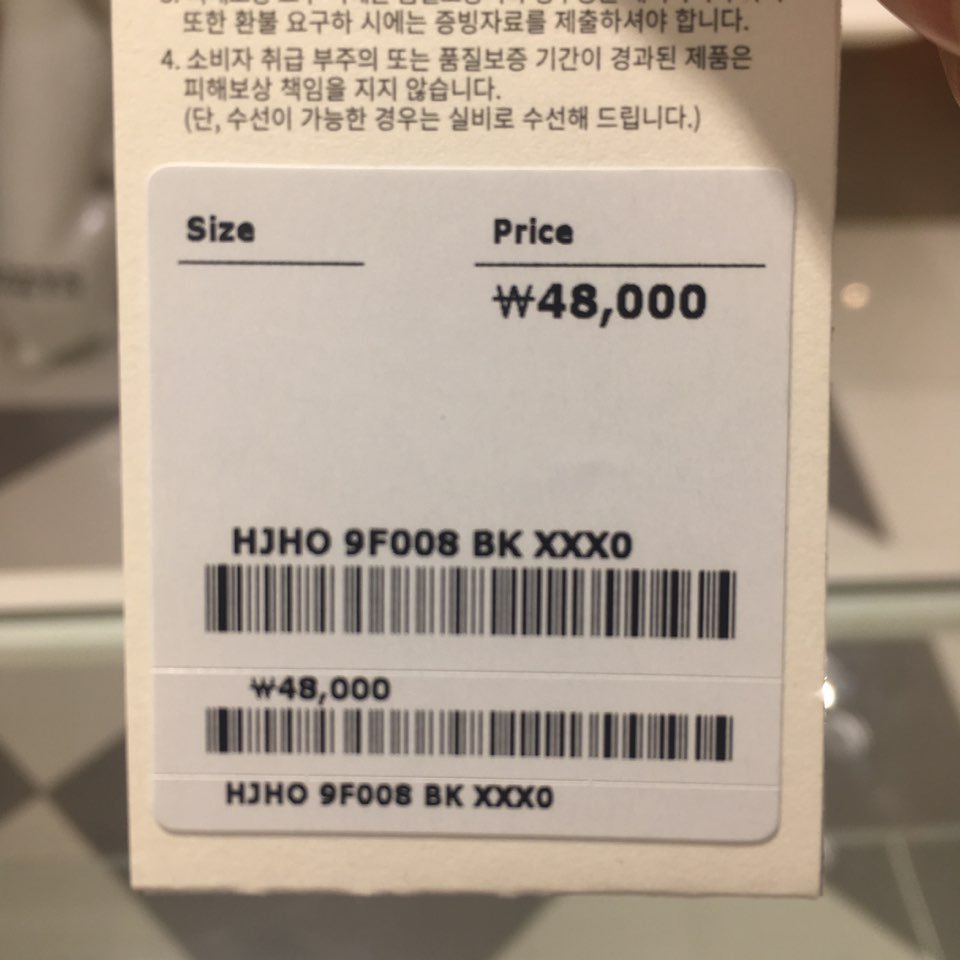 또한 환불 요구하 시에는 증빙자료를 제출하셔야 합니다.
4. 소비자 취급 부주의 또는 품질보증 기간이 경과된 제품은
피해보상 책임을 지지 않습니다.
(단, 수선이 가능한 경우는 실비로 수선해 드립니다.)
Size Price
₩48,000
HJHO 9F008 BK XXX0
₩48,000
HJHO 9F008 BK XXX0